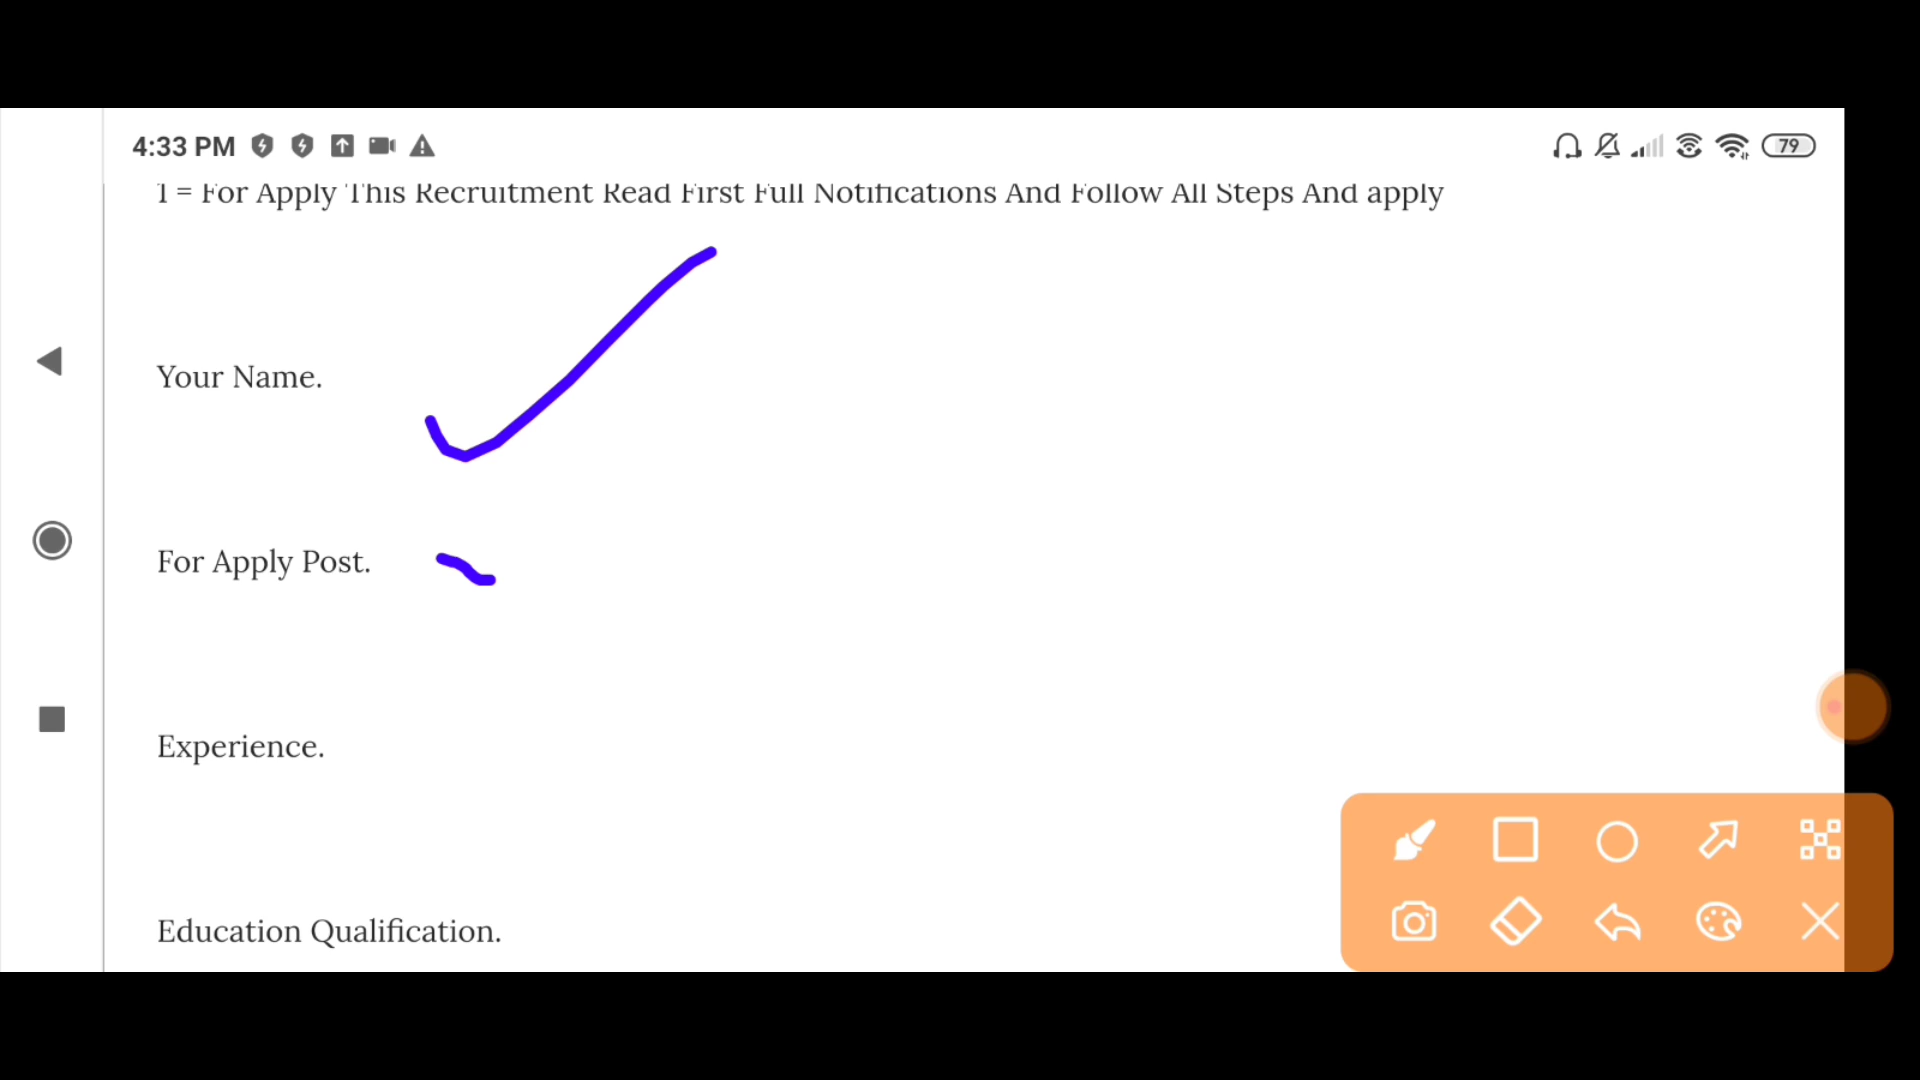 4:33 PM
79
1 = For Apply This Recruitment Read First Full Notifications And Follow All Steps And apply
Your Name.
For Apply Post.
Experience.
Education Qualification.